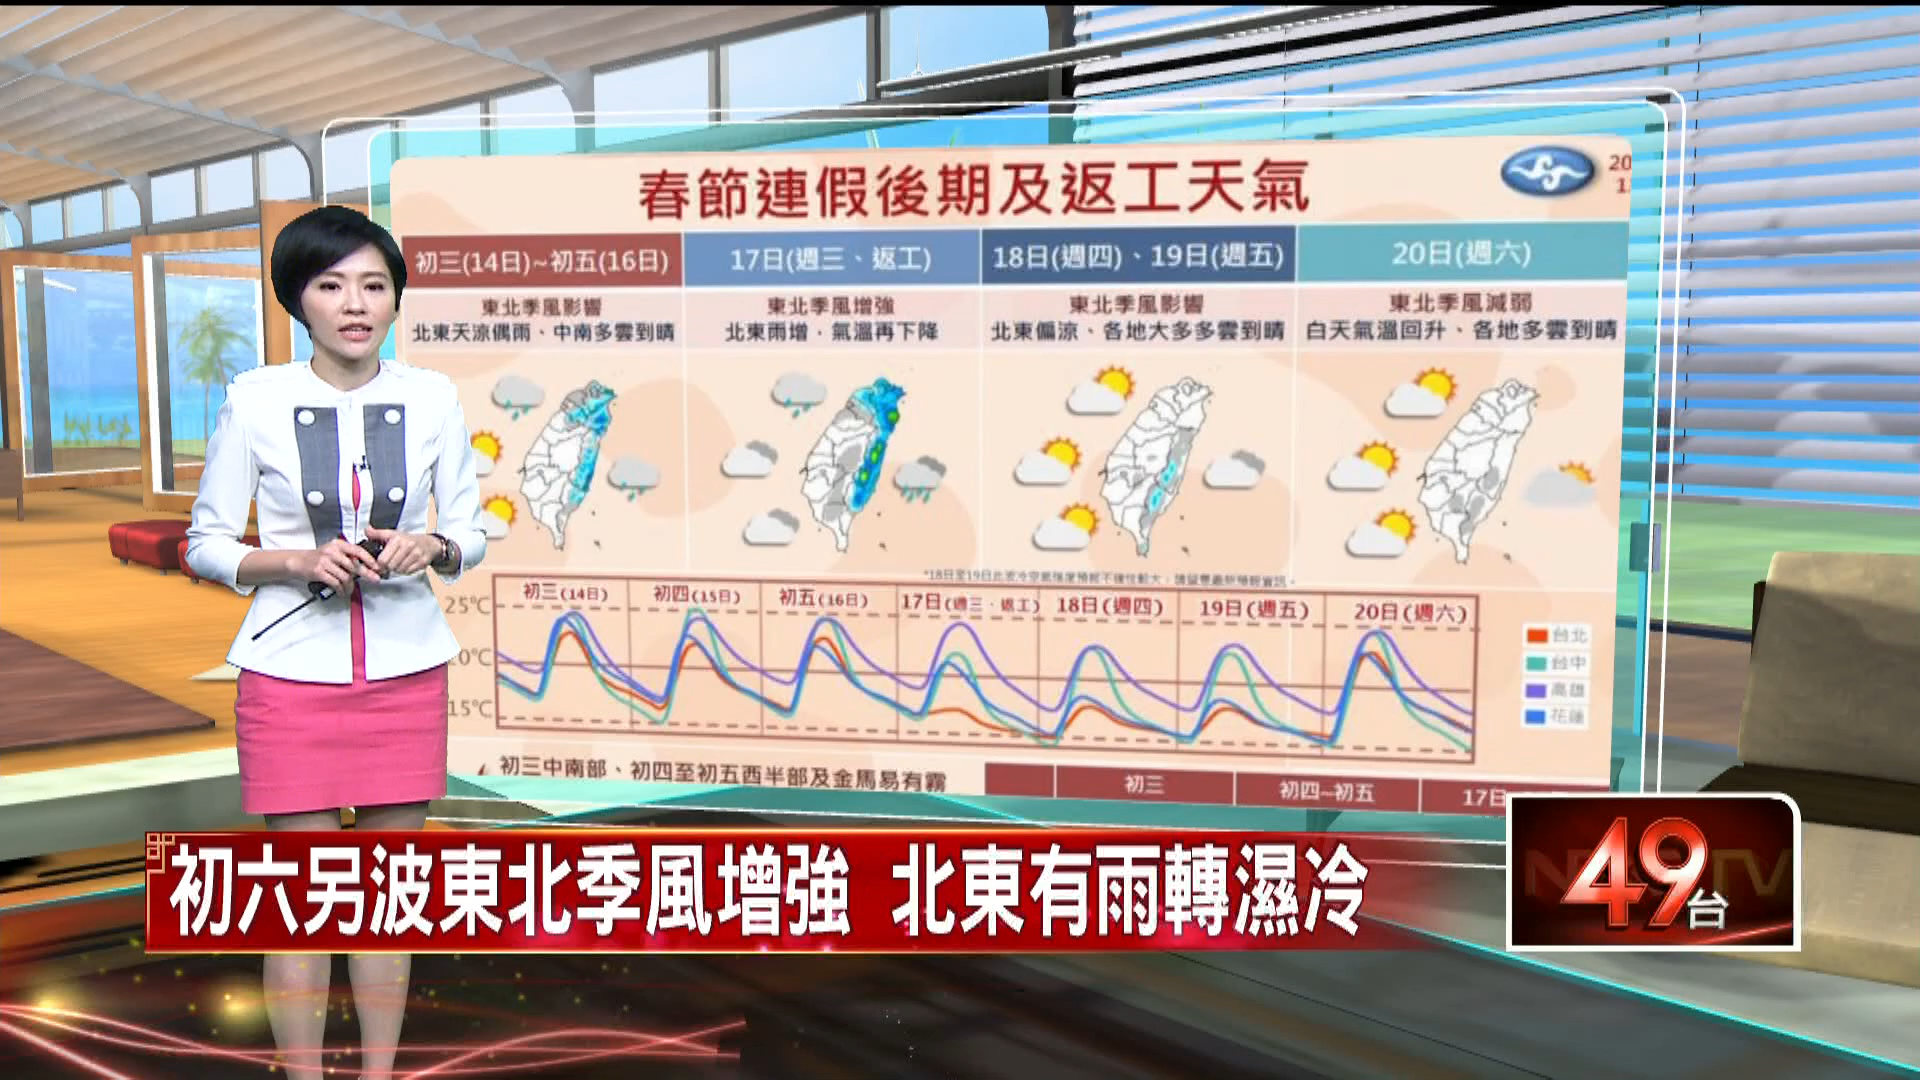 春節連假後期及返工天氣
20
1
初三(14日)~初五(16日)
17日(週三、返工)
18日(週四)、19日(週五)
20日(週六)
東北季風影響
北東天涼偶雨、中南多雲到晴
東北季風增強
北東雨增，氣溫再下降
東北季風影響
北東偏涼、各地大多多雲到晴
東北季風減弱
白天氣溫回升、各地多雲到晴
25℃
20℃
15℃
初三(14日)
初四(15日)
初五(16日)
17日(週三、返工)
18日(週四)
19日(週五)
20日(週六)
台北
台中
高雄
花蓮
初三中南部、初四至初五西半部及金馬易有霧
初三
初四~初五
17日
初六另波東北季風增強 北東有雨轉濕冷
49台